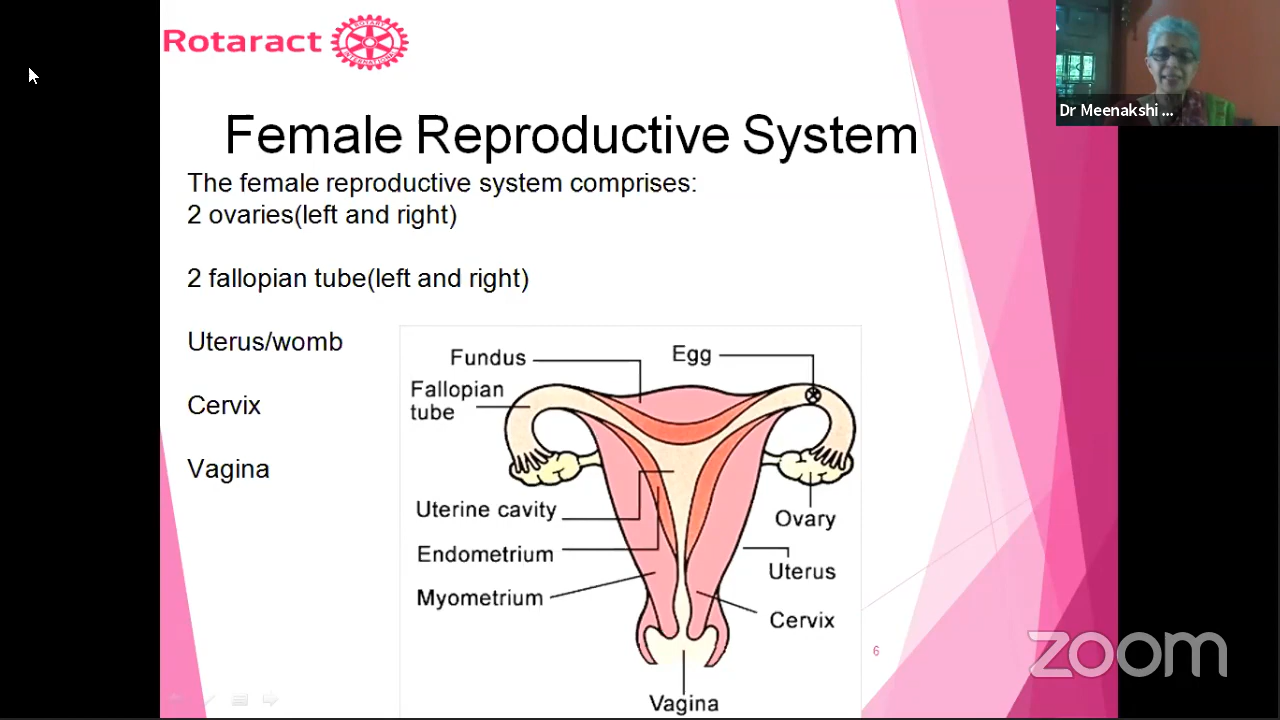 Rotaract
ROTARY
INTERNATIONAL
Dr Meenakshi ...
Female Reproductive System
The female reproductive system comprises:
2 ovaries(left and right)
2 fallopian tube(left and right)
Uterus/womb
Cervix
Vagina
Fundus
Egg
Fallopian
tube
Uterine cavity
Ovary
Endometrium
Uterus
Myometrium
Cervix
Vagina
6
zoom